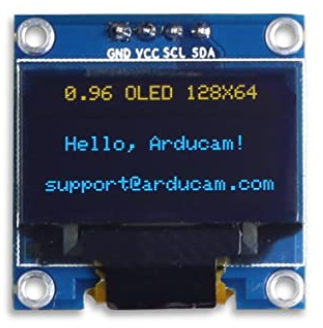 GND VCC SCL SDA
0.96 OLED 128X64
Hello, Arducam!
support@arducam.com